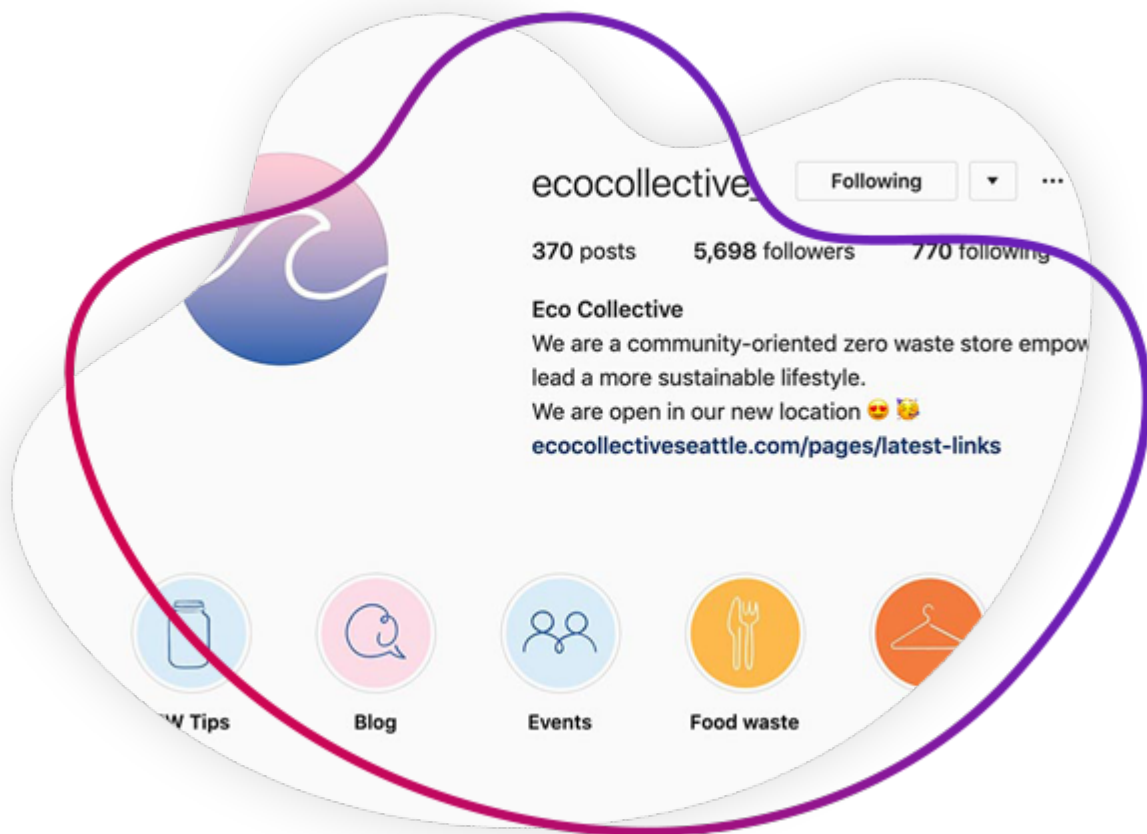 ecocollective_ Following ▼ ...
370 posts 5,698 followers 770 following
Eco Collective
We are a community-oriented zero waste store
lead a more sustainable lifestyle.
We are open in our new location 😍 🥳
ecocollectiveseattle.com/pages/latest-links
Tips Blog Events Food waste